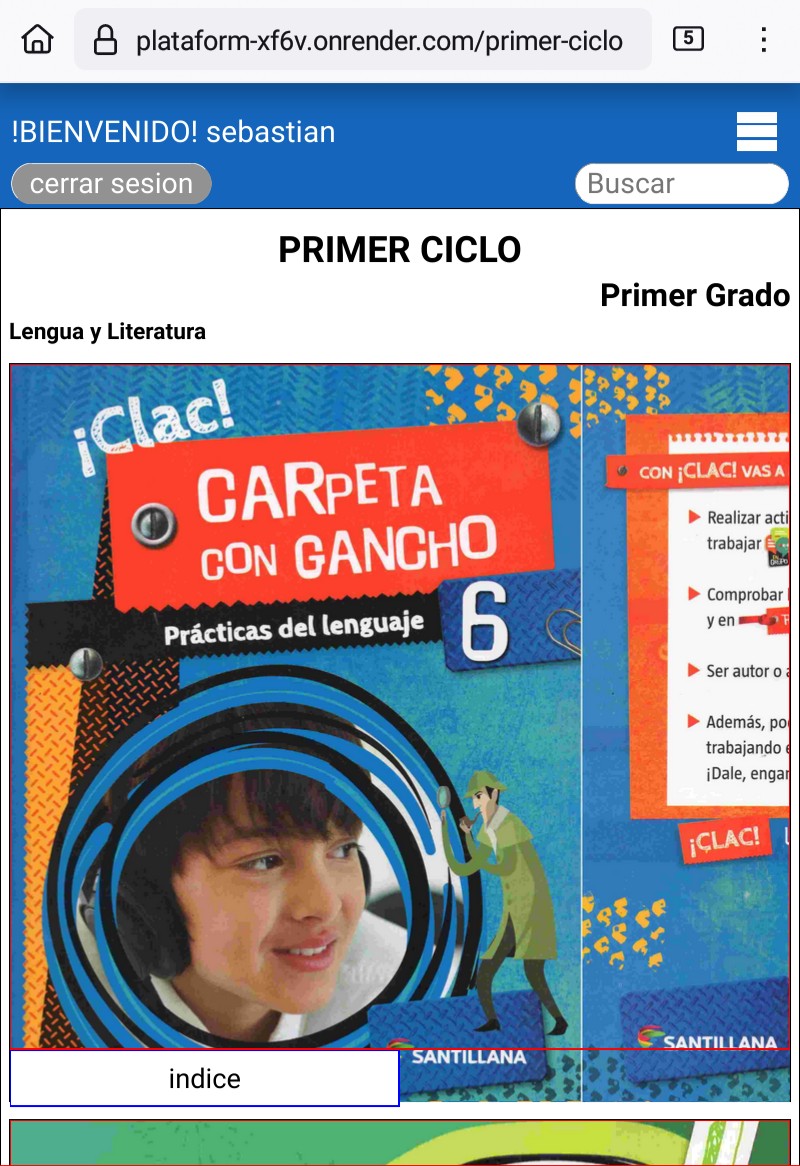 plataform-xf6v.onrender.com/primer-ciclo
5
!BIENVENIDO! sebastian
cerrar sesion
Buscar
PRIMER CICLO
Primer Grado
Lengua y Literatura
¡Clac!
CARPETA
CON GANCHO
Prácticas del lenguaje
6
SANTILLANA
CON ¡CLAC! VAS A
Realizar acti
trabajar
Comprobar
y en
Ser autor o
Además, po
trabajando
¡Dale, engan
¡CLAC!
SANTILLANA
indice